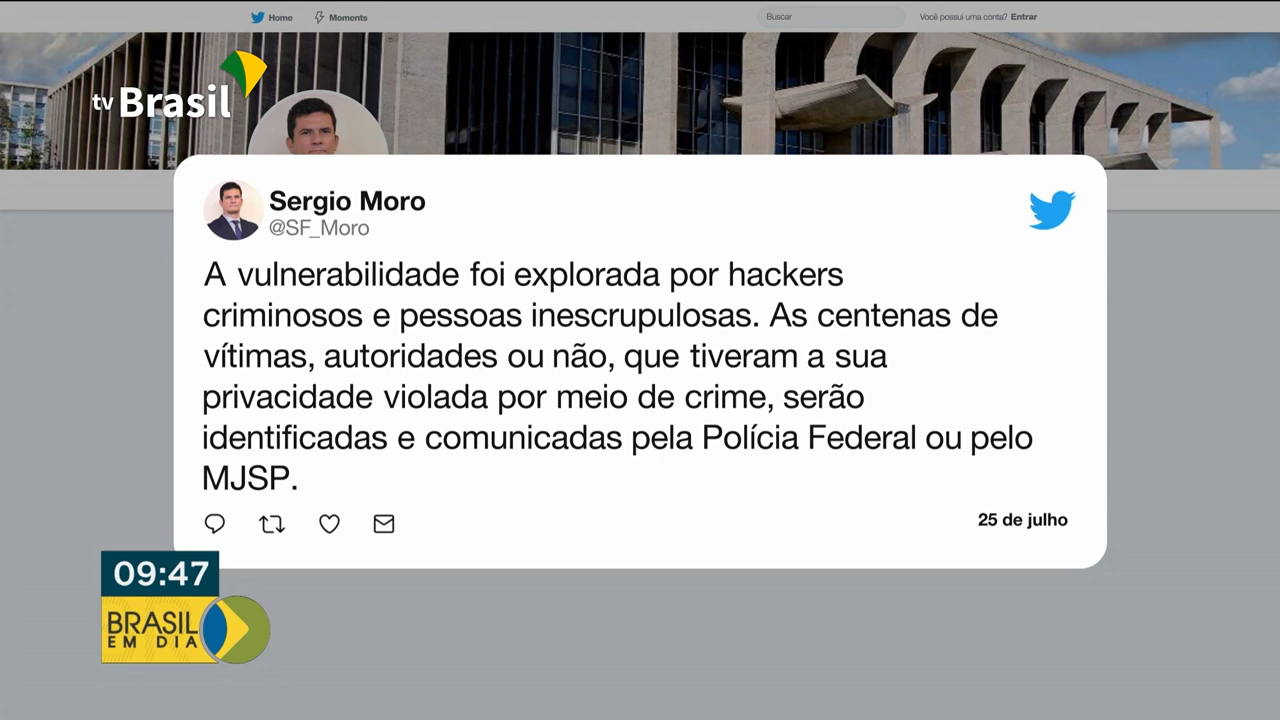 Home
Moments
Buscar
Você possui uma conta? Entrar
tv Brasil
Sergio Moro
@SF_Moro
A vulnerabilidade foi explorada por hackers
criminosos e pessoas inescrupulosas. As centenas de
vítimas, autoridades ou não, que tiveram a sua
privacidade violada por meio de crime, serão
identificadas e comunicadas pela Polícia Federal ou pelo
MJSP.
25 de julho
09:47
BRASIL
EM DIA